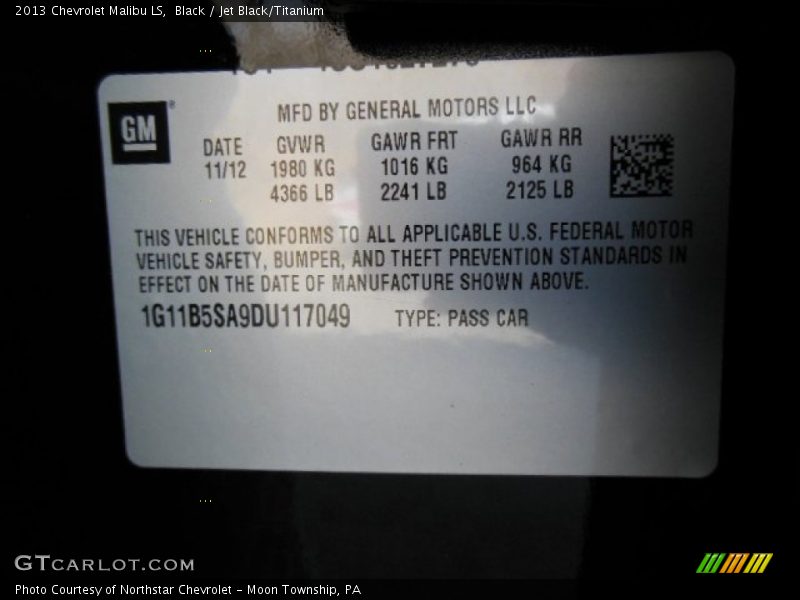 2013 Chevrolet Malibu LS, Black / Jet Black/Titanium
MFD BY GENERAL MOTORS LLC
GM ®
DATE GVWR GAWR FRT GAWR RR
11/12 1980 KG 1016 KG 964 KG
4366 LB 2241 LB 2125 LB
THIS VEHICLE CONFORMS TO ALL APPLICABLE U.S. FEDERAL MOTOR
VEHICLE SAFETY, BUMPER, AND THEFT PREVENTION STANDARDS IN
EFFECT ON THE DATE OF MANUFACTURE SHOWN ABOVE.
1G11B5SA9DU117049 TYPE: PASS CAR
GTCARLOT.COM
Photo Courtesy of Northstar Chevrolet - Moon Township, PA